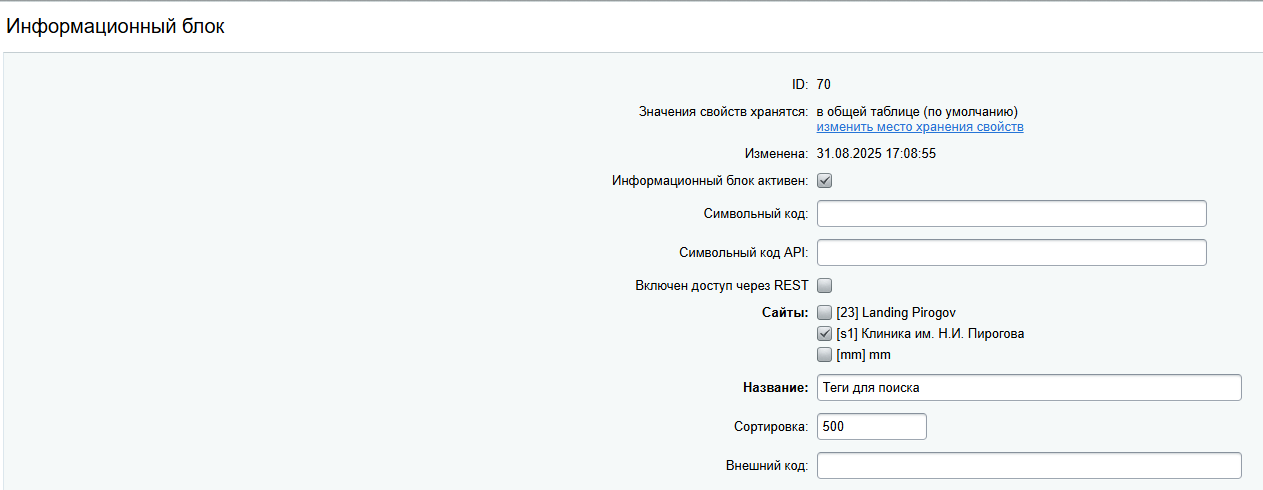 Информационный блок
ID: 70
Значения свойств хранятся: в общей таблице (по умолчанию)
изменить место хранения свойств
Изменена: 31.08.2025 17:08:55
Информационный блок активен:
Символьный код:
Символьный код API:
Включен доступ через REST
Сайты: [23] Landing Pirogov
[s1] Клиника им. Н.И. Пирогова
[mm] mm
Название: Теги для поиска
Сортировка: 500
Внешний код: